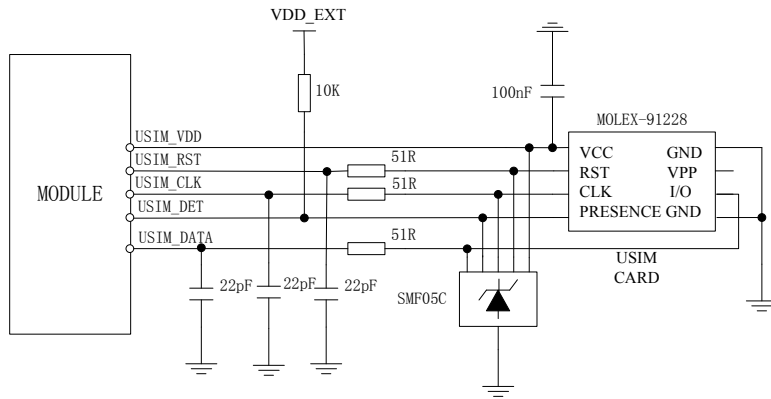 VDD_EXT
10K
100nF
MOLEX-91228
USIM_VDD
USIM_RST
51R
VCC
GND
USIM_CLK
51R
RST
VPP
MODULE
CLK
I/O
USIM_DET
PRESENCE GND
USIM_DATA
51R
USIM
CARD
22pF
22pF
22pF
SMF05C